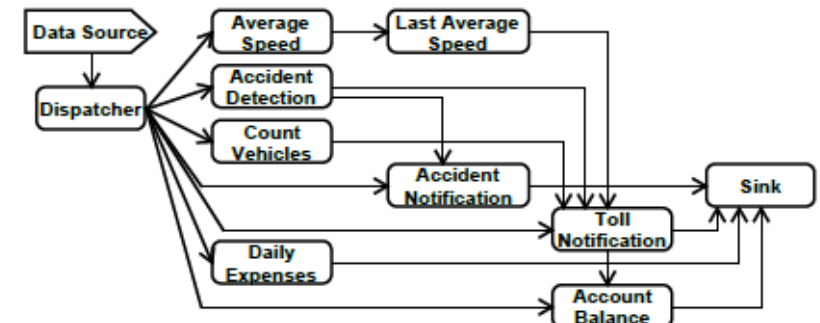 Data Source
Average
Speed
Last Average
Speed
Dispatcher
Accident
Detection
Count
Vehicles
Accident
Notification
Sink
Toll
Notification
Daily
Expenses
Account
Balance